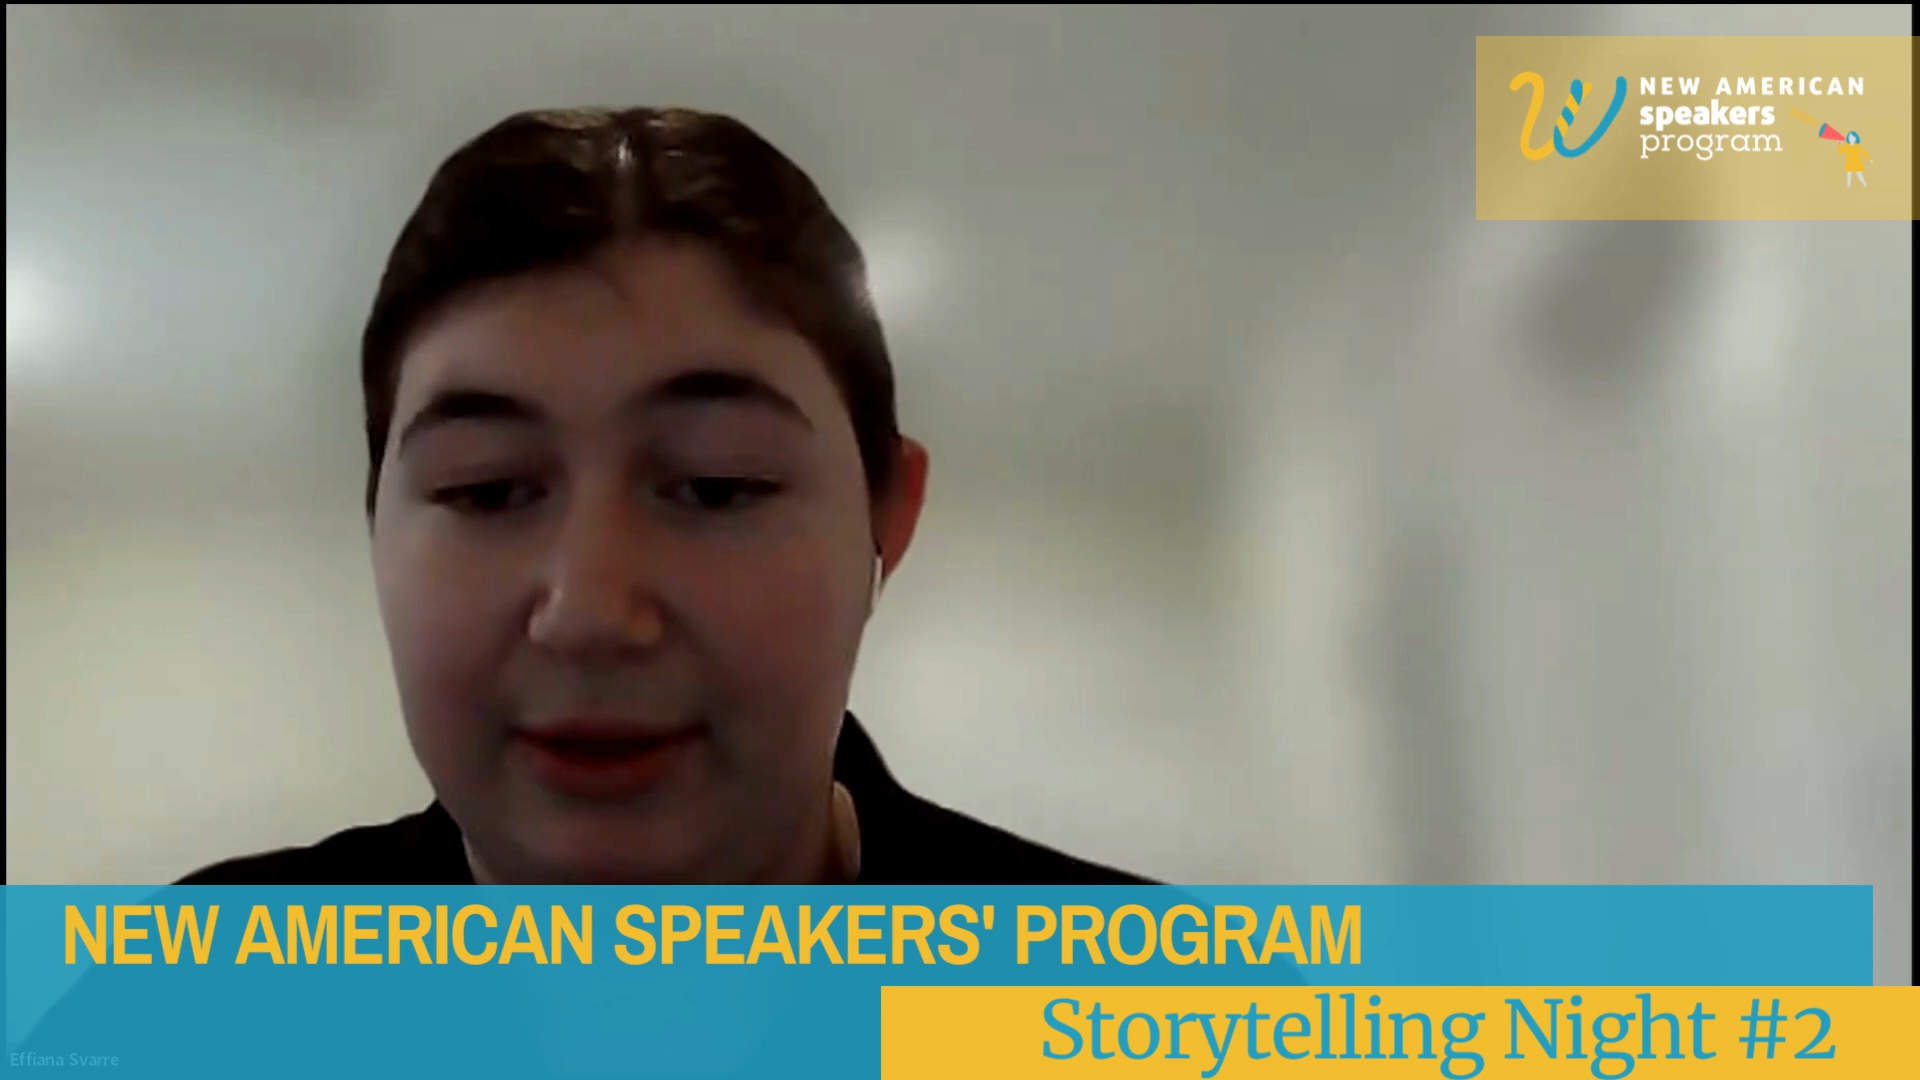 NEW AMERICAN
speakers
program
NEW AMERICAN SPEAKERS' PROGRAM
Storytelling Night #2
Effiana Svarre